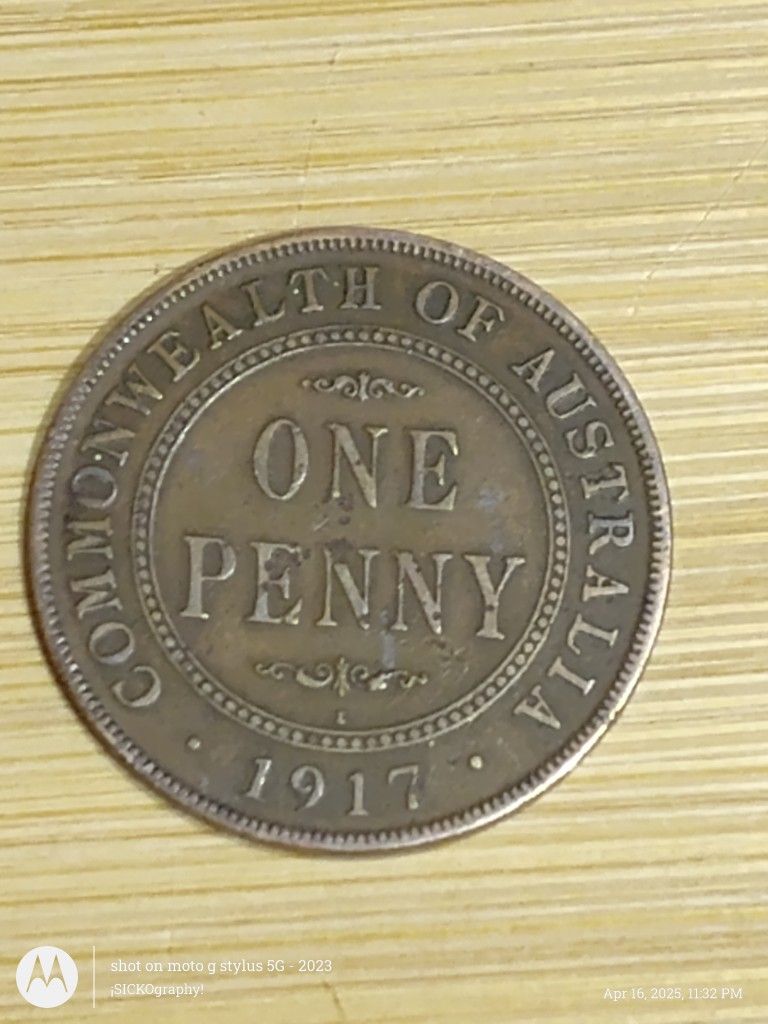 COMMONWEALTH OF AUSTRALIA
ONE
PENNY
I
· 1917 ·
shot on moto g stylus 5G - 2023
¡SICKOgraphy!
Apr 16, 2025, 11:32 PM